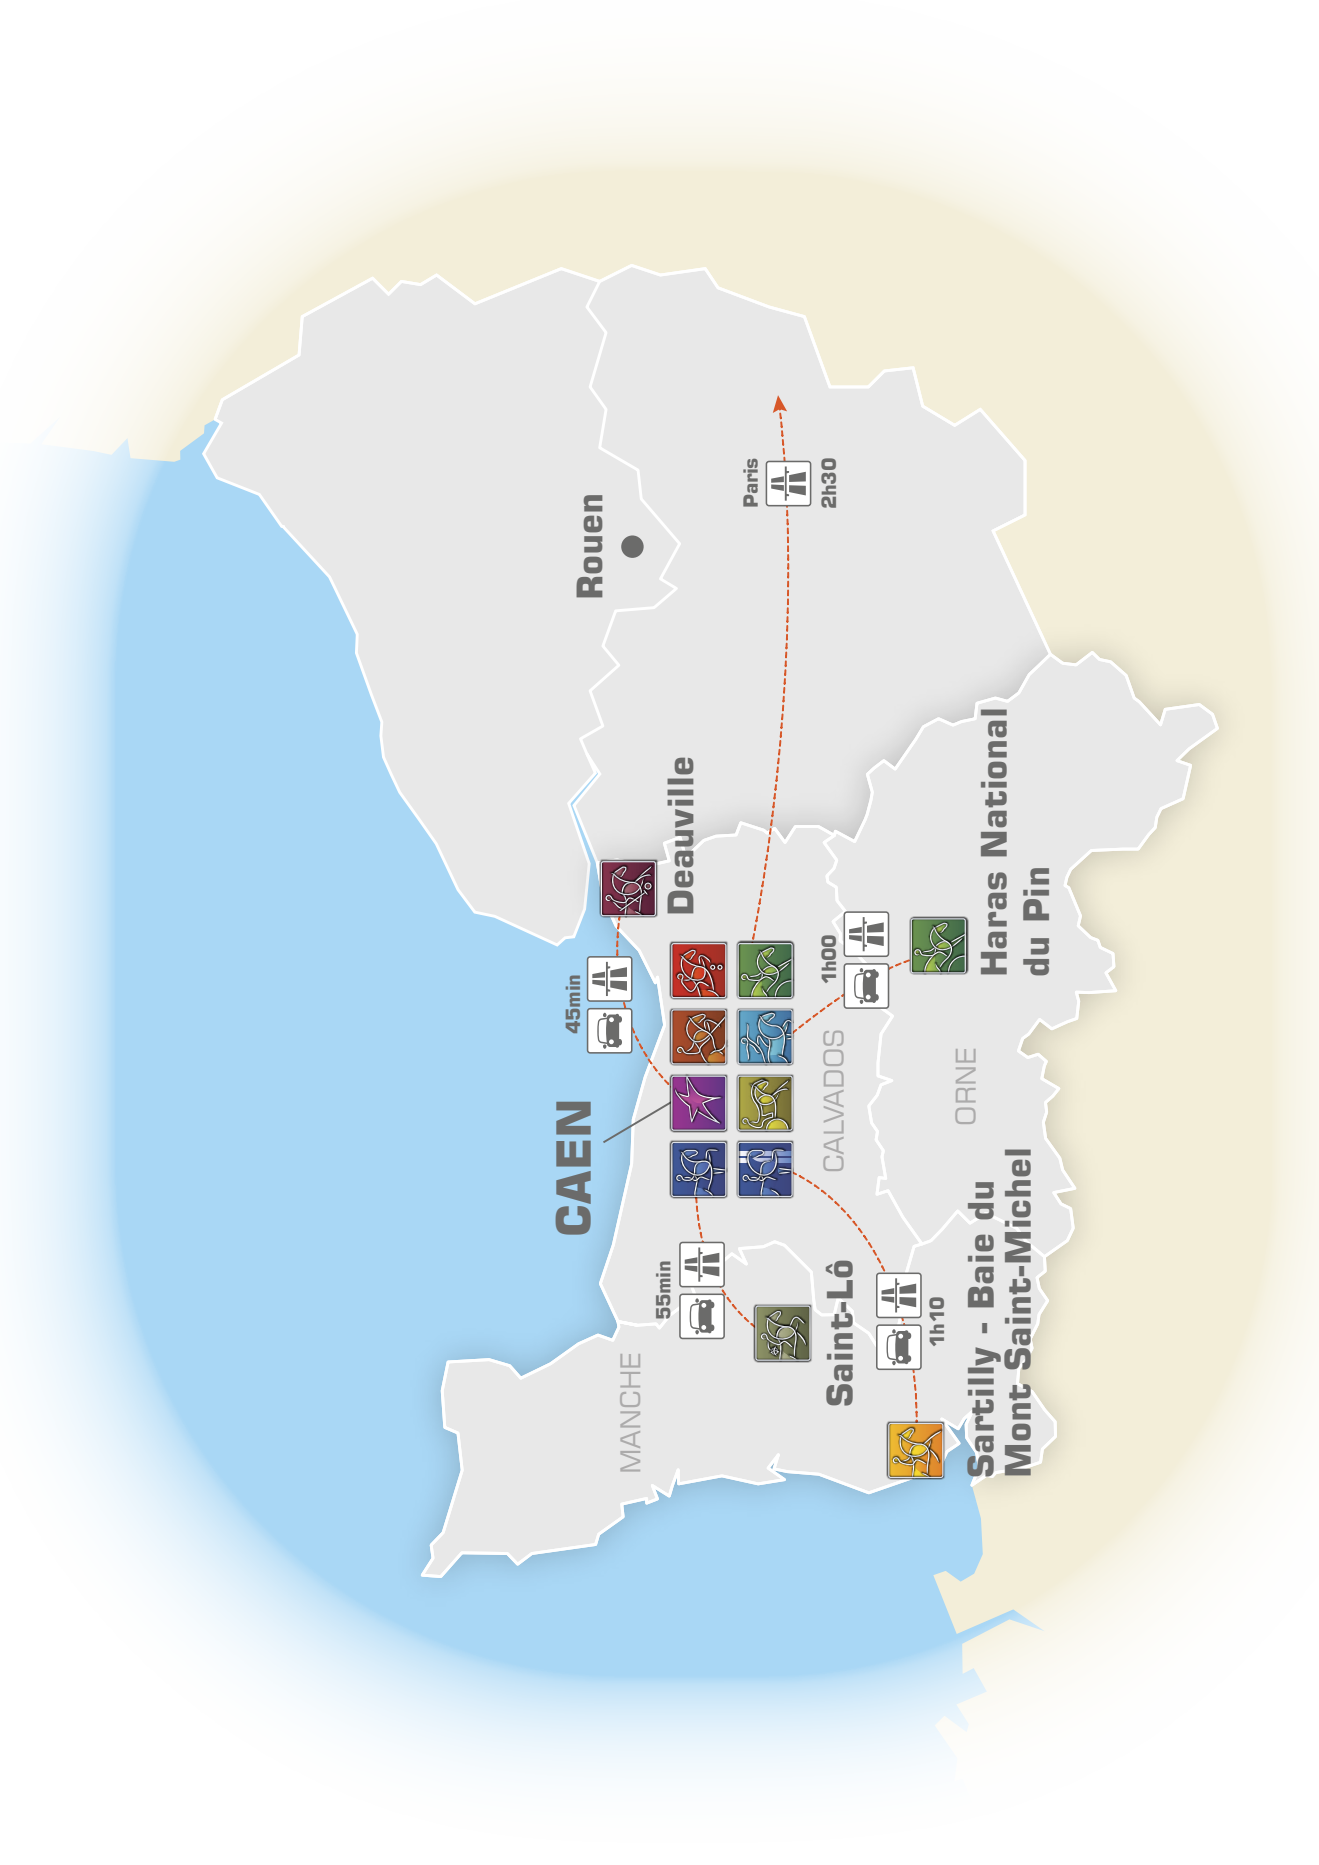 CAEN
45min
Rouen
55min
MANCHE
Deauville
Paris
2h30
CALVADOS
1h00
Saint-Lô
1h10
ORNE
Haras National
du Pin
Sartilly - Baie du
Mont Saint-Michel